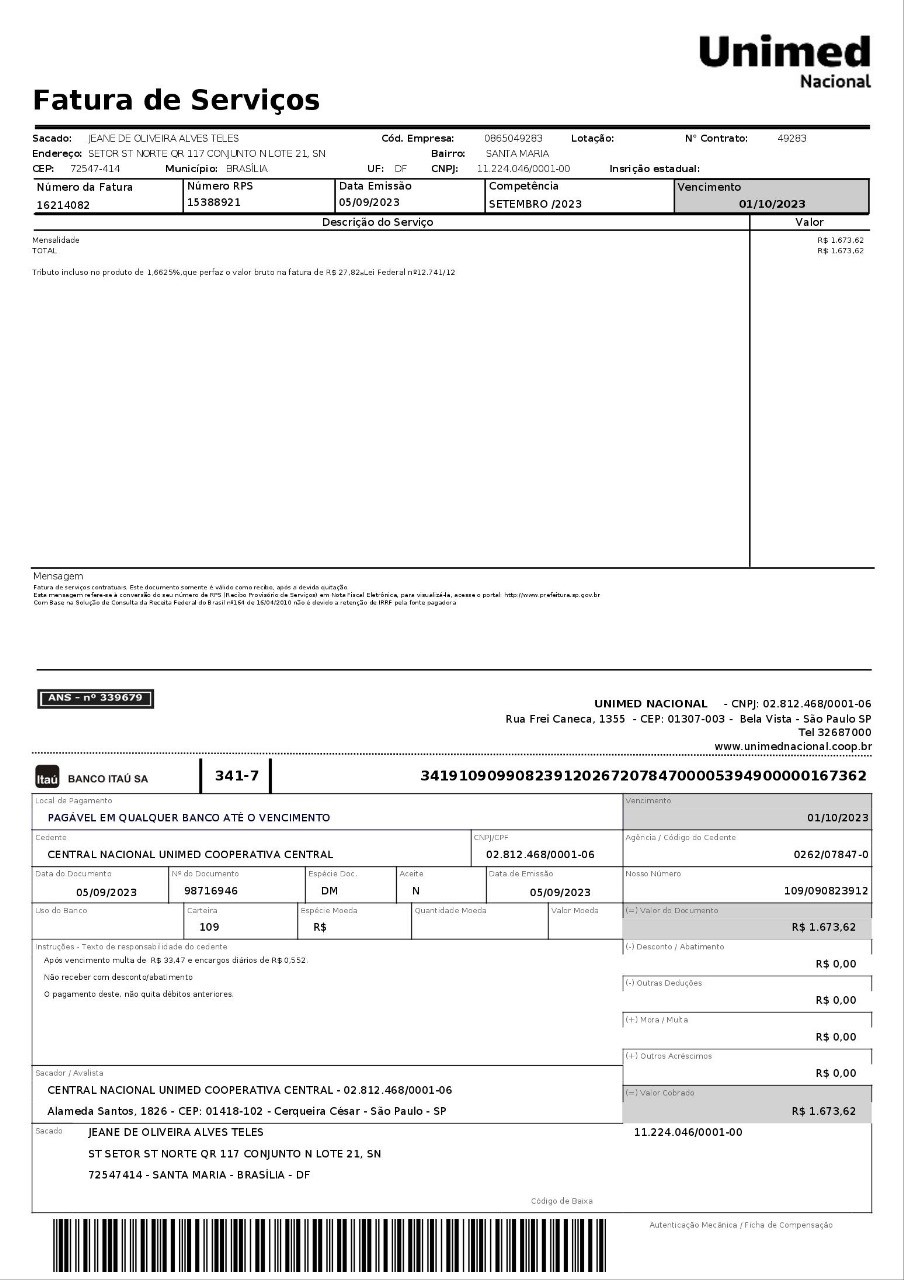 Unimed
Nacional
Fatura de Serviços
Sacado: JEANE DE OLIVEIRA ALVES TELES Cód. Empresa: 0865049283 Lotação: Nº Contrato: 49283
Endereço: SETOR ST NORTE QR 117 CONJUNTO N LOTE 21, SN Bairro: SANTA MARIA
CEP: 72547-414 Município: BRASÍLIA UF: DF CNPJ: 11.224.046/0001-00 Insrição estadual:
Número da Fatura Número RPS Data Emissão Competência Vencimento
16214082 15388921 05/09/2023 SETEMBRO /2023 01/10/2023
Descrição do Serviço Valor
Mensalidade R$ 1.673,62
TOTAL R$ 1.673,62
Tributo incluso no produto de 1,6625%,que perfaz o valor bruto na fatura de R$ 27,82»Lei Federal nº12.741/12
Mensagem
Fatura de serviços contratuais. Este documento somente é válido como recibo, após a devida quitação
Esta mensagem refere-se à conversão do seu número de RPS (Recibo Provisório de Serviços) em Nota Fiscal Eletrônica, para visualizá-la, acesse o portal: http://www.prefeitura.sp.gov.br
Com Base na Solução de Consulta da Receita Federal do Brasil nº164 de 16/04/2010 não é devido a retenção de IRRF pela fonte pagadora
ANS - nº 339679
UNIMED NACIONAL - CNPJ: 02.812.468/0001-06
Rua Frei Caneca, 1355 - CEP: 01307-003 - Bela Vista - São Paulo SP
Tel 32687000
www.unimednacional.coop.br
Itaú BANCO ITAÚ SA 341-7 34191090990823912026720784700005394900000167362
Local de Pagamento Vencimento
PAGÁVEL EM QUALQUER BANCO ATÉ O VENCIMENTO 01/10/2023
Cedente CNPJ/CPF Agência / Código do Cedente
CENTRAL NACIONAL UNIMED COOPERATIVA CENTRAL 02.812.468/0001-06 0262/07847-0
Data do Documento Nº do Documento Espécie Doc. Aceite Data de Emissão Nosso Número
05/09/2023 98716946 DM N 05/09/2023 109/090823912
Uso do Banco Carteira Espécie Moeda Quantidade Moeda Valor Moeda (=) Valor do Documento
109 R$ R$ 1.673,62
Instruções - Texto de responsabilidade do cedente (-) Desconto / Abatimento
Após vencimento multa de R$ 33,47 e encargos diários de R$ 0,552. R$ 0,00
Não receber com desconto/abatimento (-) Outras Deduções
O pagamento deste, não quita débitos anteriores. R$ 0,00
(+) Mora / Multa
R$ 0,00
(+) Outros Acréscimos
Sacador / Avalista R$ 0,00
CENTRAL NACIONAL UNIMED COOPERATIVA CENTRAL - 02.812.468/0001-06 (=) Valor Cobrado
Alameda Santos, 1826 - CEP: 01418-102 - Cerqueira César - São Paulo - SP R$ 1.673,62
Sacado JEANE DE OLIVEIRA ALVES TELES 11.224.046/0001-00
ST SETOR ST NORTE QR 117 CONJUNTO N LOTE 21, SN
72547414 - SANTA MARIA - BRASÍLIA - DF
Código de Baixa
Autenticação Mecânica / Ficha de Compensação